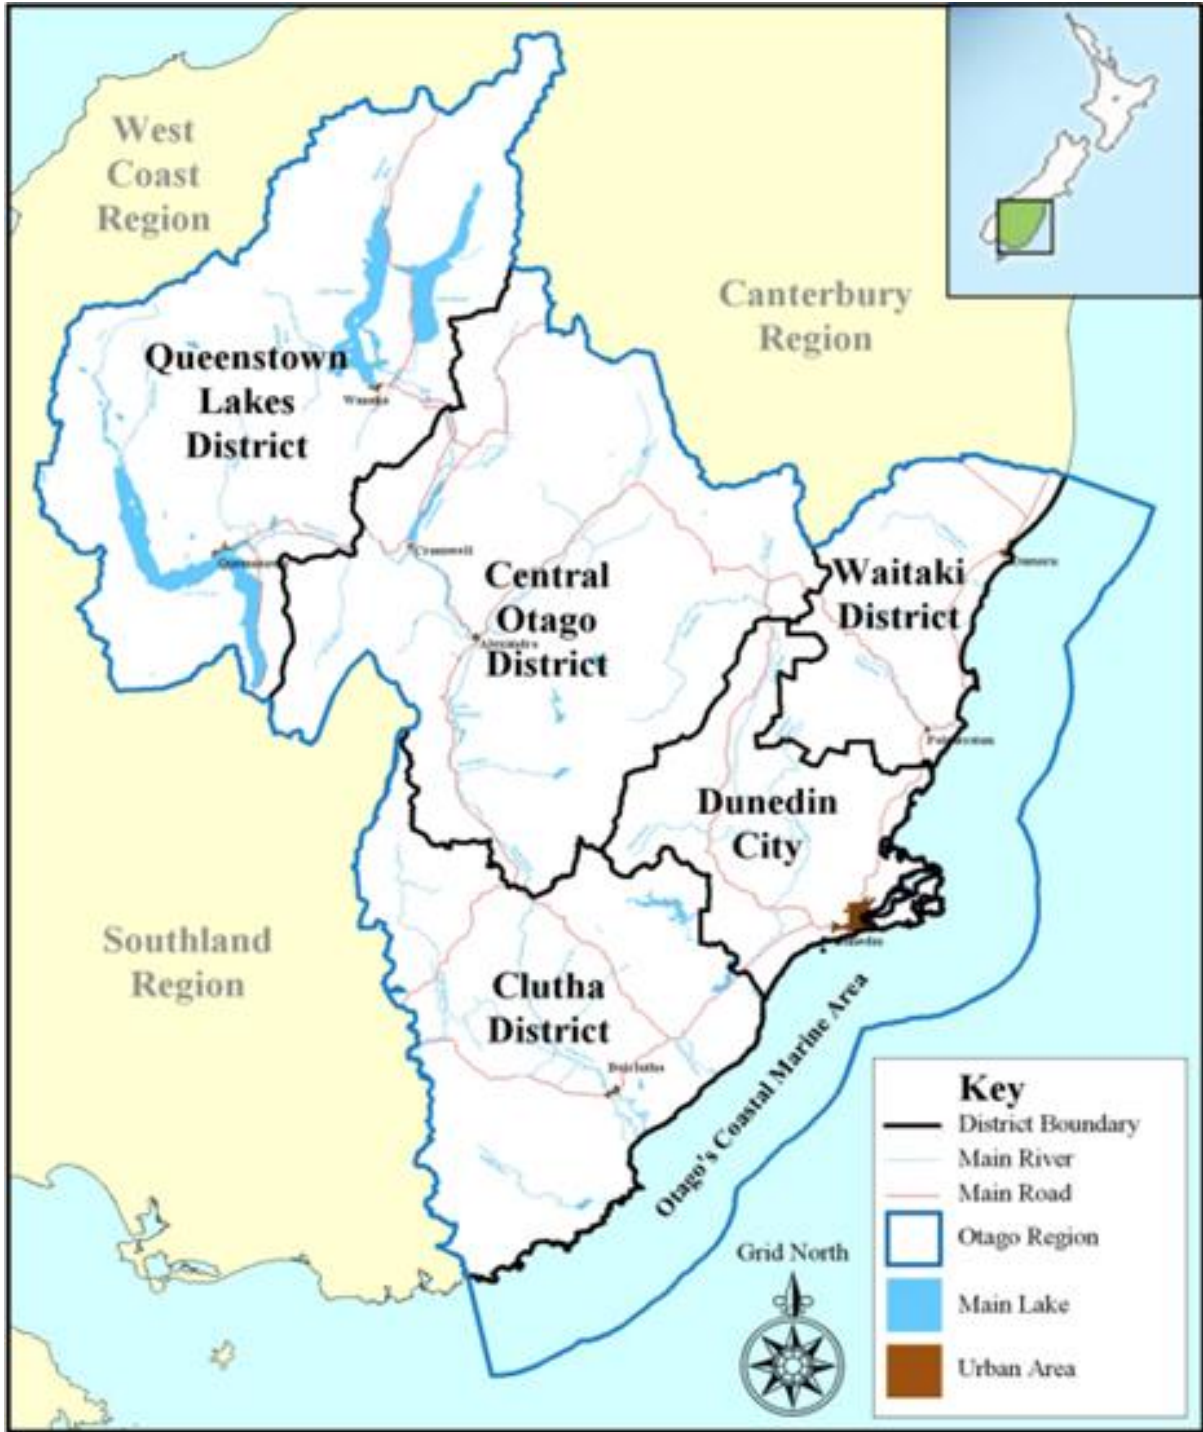 West
Coast
Region
Canterbury
Region
Queenstown
Lakes
District
Wanaka
Cromwell
Queenstown
Central
Otago
District
Alexandra
Waitaki
District
Oamaru
Palmerston
Dunedin
City
Dunedin
Southland
Region
Clutha
District
Balclutha
Otago's Coastal Marine Area
Grid North
Key
District Boundary
Main River
Main Road
Otago Region
Main Lake
Urban Area